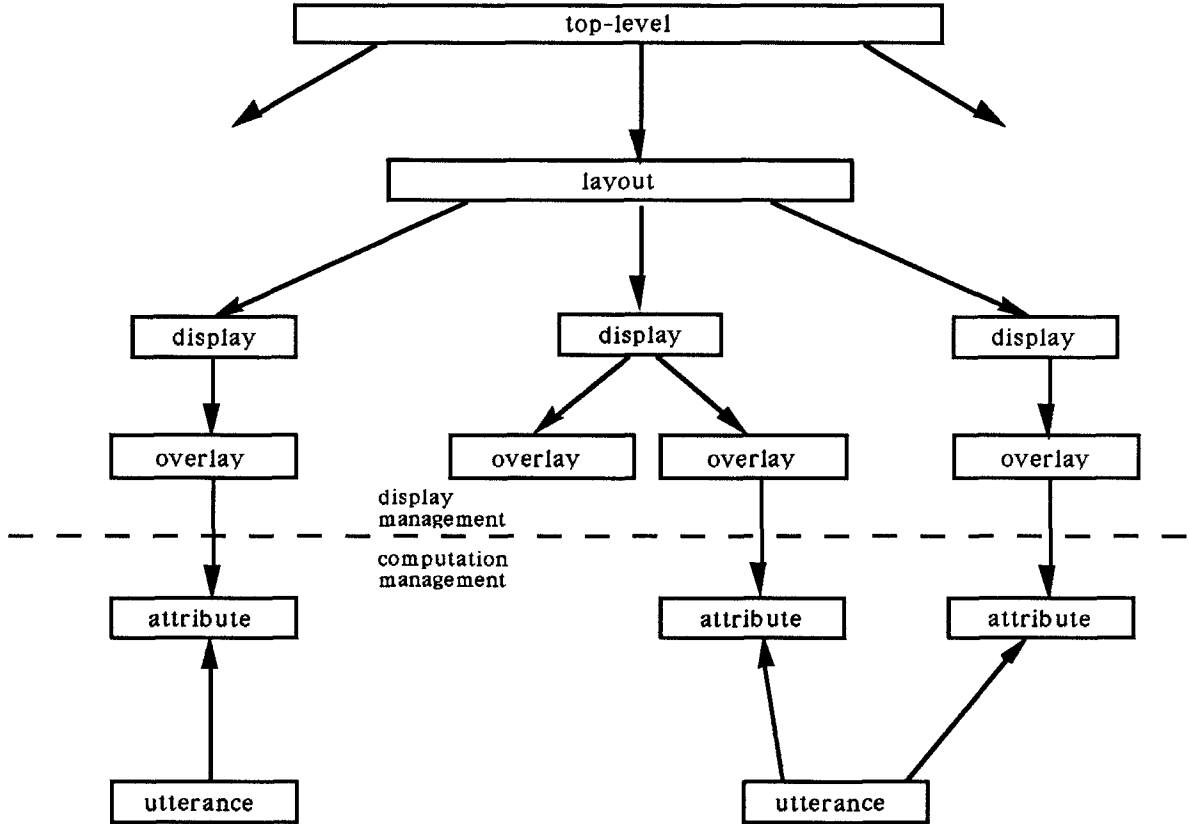 top-level
layout
display
display
display
overlay
overlay
overlay
overlay
display
management
computation
management
attribute
attribute
attribute
utterance
utterance